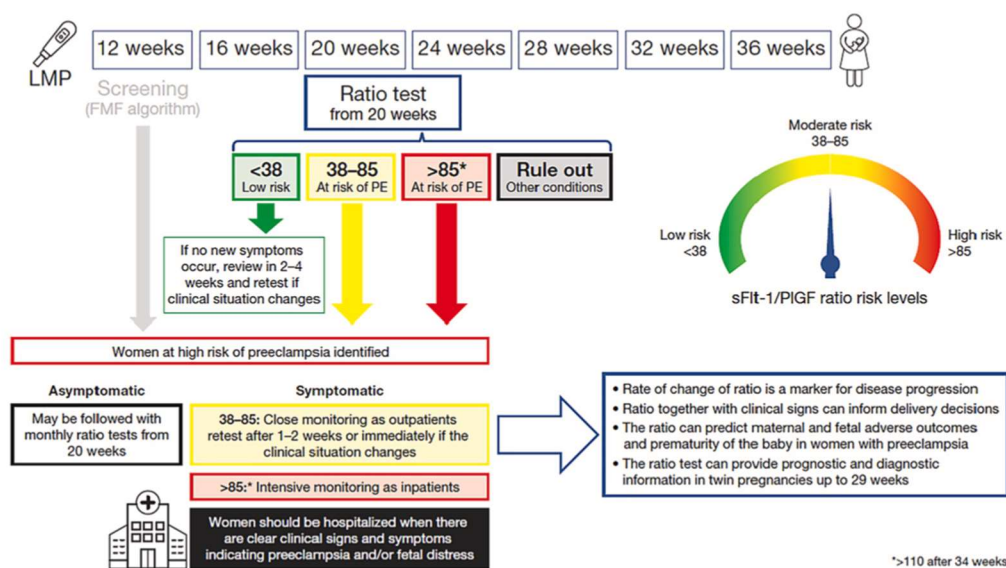 LMP
12 weeks
16 weeks
20 weeks
24 weeks
28 weeks
32 weeks
36 weeks
Screening
(FMF algorithm)
Ratio test
from 20 weeks
<38
Low risk
38–85
At risk of PE
>85*
At risk of PE
Rule out
Other conditions
If no new symptoms
occur, review in 2–4
weeks and retest if
clinical situation changes
Moderate risk
38–85
Low risk
<38
High risk
>85
sFlt-1/PlGF ratio risk levels
Women at high risk of preeclampsia identified
Asymptomatic
May be followed with
monthly ratio tests from
20 weeks
Symptomatic
38–85: Close monitoring as outpatients
retest after 1–2 weeks or immediately if the
clinical situation changes
>85:* Intensive monitoring as inpatients
Women should be hospitalized when there
are clear clinical signs and symptoms
indicating preeclampsia and/or fetal distress
• Rate of change of ratio is a marker for disease progression
• Ratio together with clinical signs can inform delivery decisions
• The ratio can predict maternal and fetal adverse outcomes
and prematurity of the baby in women with preeclampsia
• The ratio test can provide prognostic and diagnostic
information in twin pregnancies up to 29 weeks
*>110 after 34 weeks